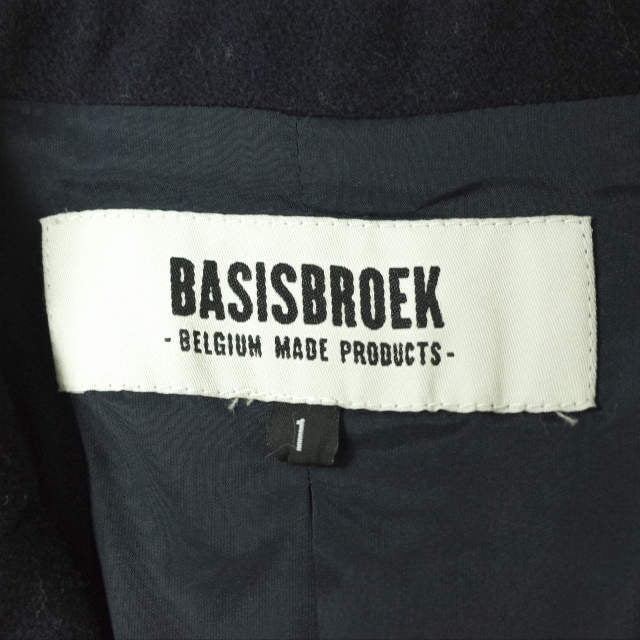 BASISBROEK
- BELGIUM MADE PRODUCTS -
1